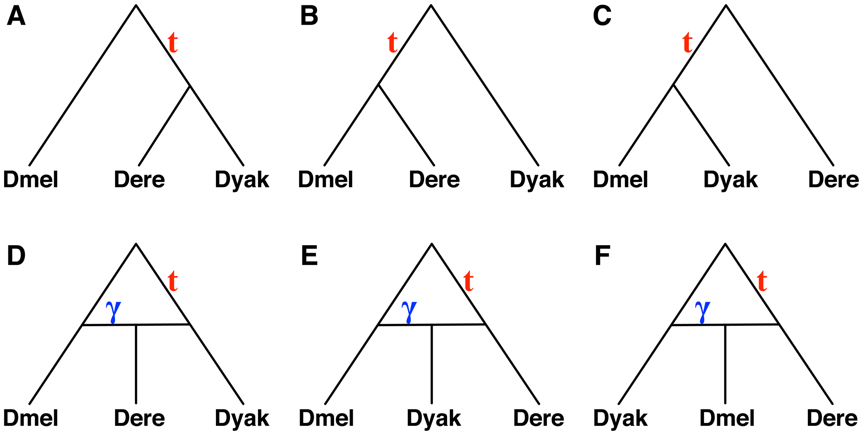 A B C
t t t
Dmel Dere Dyak Dmel Dere Dyak Dmel Dyak Dere
D E F
t t t
γ γ γ
Dmel Dere Dyak Dmel Dyak Dere Dyak Dmel Dere